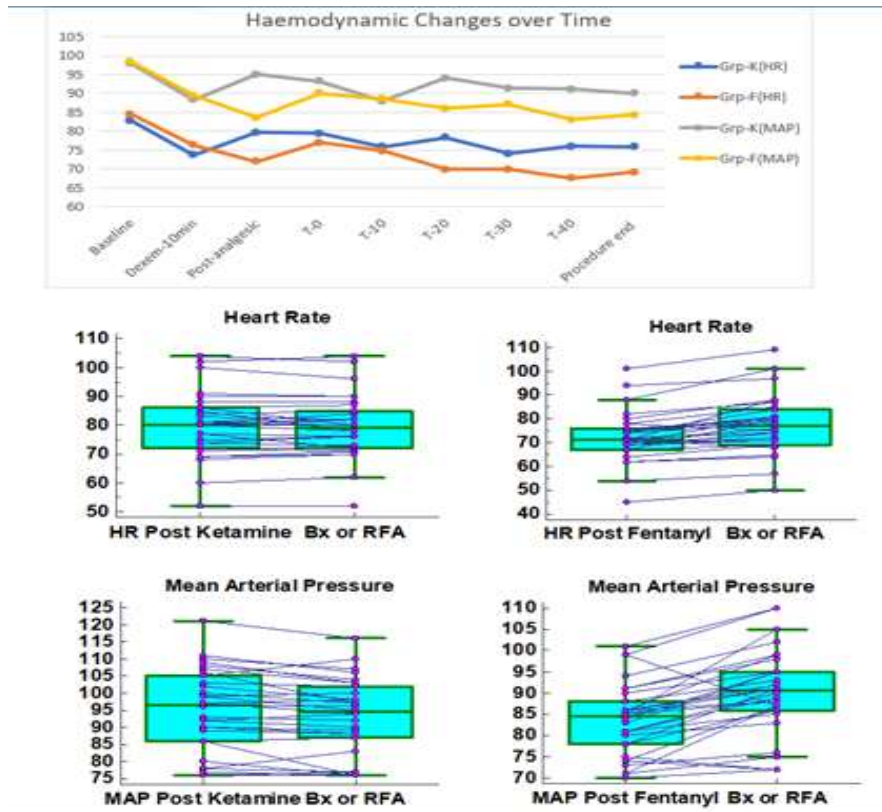 Haemodynamic Changes over Time
105
100
95
90
85
80
75
70
65
60
Grp-K(HR)
Grp-F(HR)
Grp-K(MAP)
Grp-F(MAP)
Baseline
Dexem-10min
Post-analgesic
T-0
T-10
T-20
T-30
T-40
Procedure end
Heart Rate
110
100
90
80
70
60
50
HR Post Ketamine Bx or RFA
Heart Rate
110
100
90
80
70
60
50
40
HR Post Fentanyl Bx or RFA
Mean Arterial Pressure
125
120
115
110
105
100
95
90
85
80
75
MAP Post Ketamine Bx or RFA
Mean Arterial Pressure
110
105
100
95
90
85
80
75
70
MAP Post Fentanyl Bx or RFA